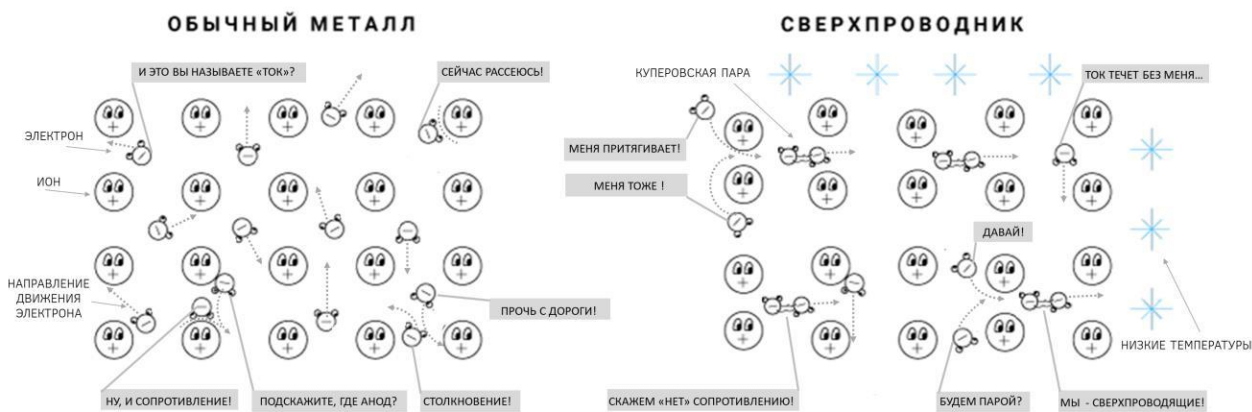 ОБЫЧНЫЙ МЕТАЛЛ
И ЭТО ВЫ НАЗЫВАЕТЕ «ТОК»?
СЕЙЧАС РАССЕЮСЬ!
ЭЛЕКТРОН
ИОН
НАПРАВЛЕНИЕ
ДВИЖЕНИЯ
ЭЛЕКТРОНА
ПРОЧЬ С ДОРОГИ!
НУ, И СОПРОТИВЛЕНИЕ!
ПОДСКАЖИТЕ, ГДЕ АНОД?
СТОЛКНОВЕНИЕ!
СВЕРХПРОВОДНИК
КУПЕРОВСКАЯ ПАРА
ТОК ТЕЧЕТ БЕЗ МЕНЯ...
МЕНЯ ПРИТЯГИВАЕТ!
МЕНЯ ТОЖЕ !
ДАВАЙ!
НИЗКИЕ ТЕМПЕРАТУРЫ
СКАЖЕМ «НЕТ» СОПРОТИВЛЕНИЮ!
БУДЕМ ПАРОЙ?
МЫ - СВЕРХПРОВОДЯЩИЕ!